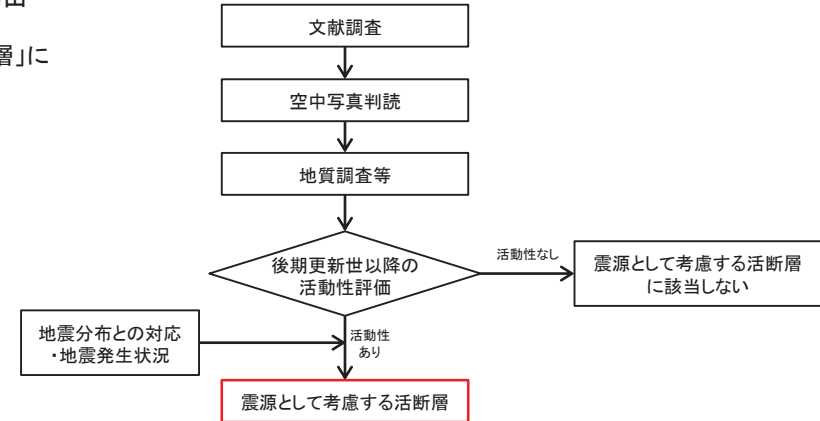 層」に
文献調査
空中写真判読
地質調査等
後期更新世以降の
活動性評価
活動性なし
震源として考慮する活断層
に該当しない
地震分布との対応
・地震発生状況
活動性
あり
震源として考慮する活断層